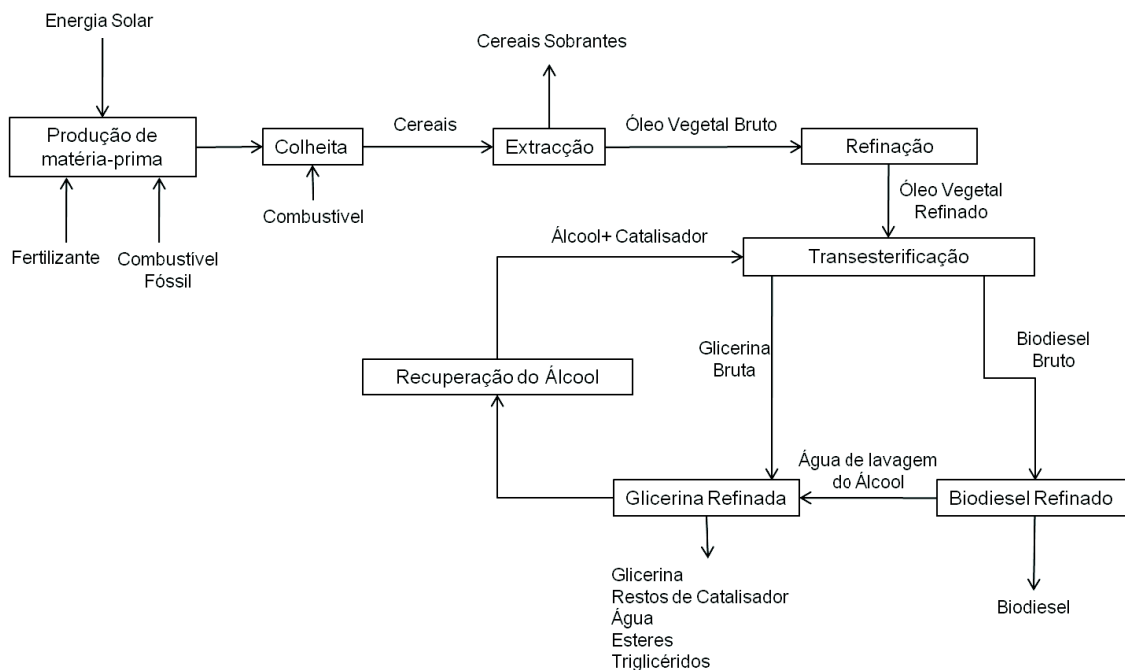 Energia Solar
Cereais Sobrantes
Produção de
matéria-prima
Colheita
Cereais
Extracção
Óleo Vegetal Bruto
Refinação
Fertilizante
Combustível
Fóssil
Combustível
Óleo Vegetal
Refinado
Álcool+ Catalisador
Transesterificação
Glicerina
Bruta
Biodiesel
Bruto
Recuperação do Álcool
Água de lavagem
do Álcool
Glicerina Refinada
Biodiesel Refinado
Glicerina
Restos de Catalisador
Água
Esteres
Triglicéridos
Biodiesel